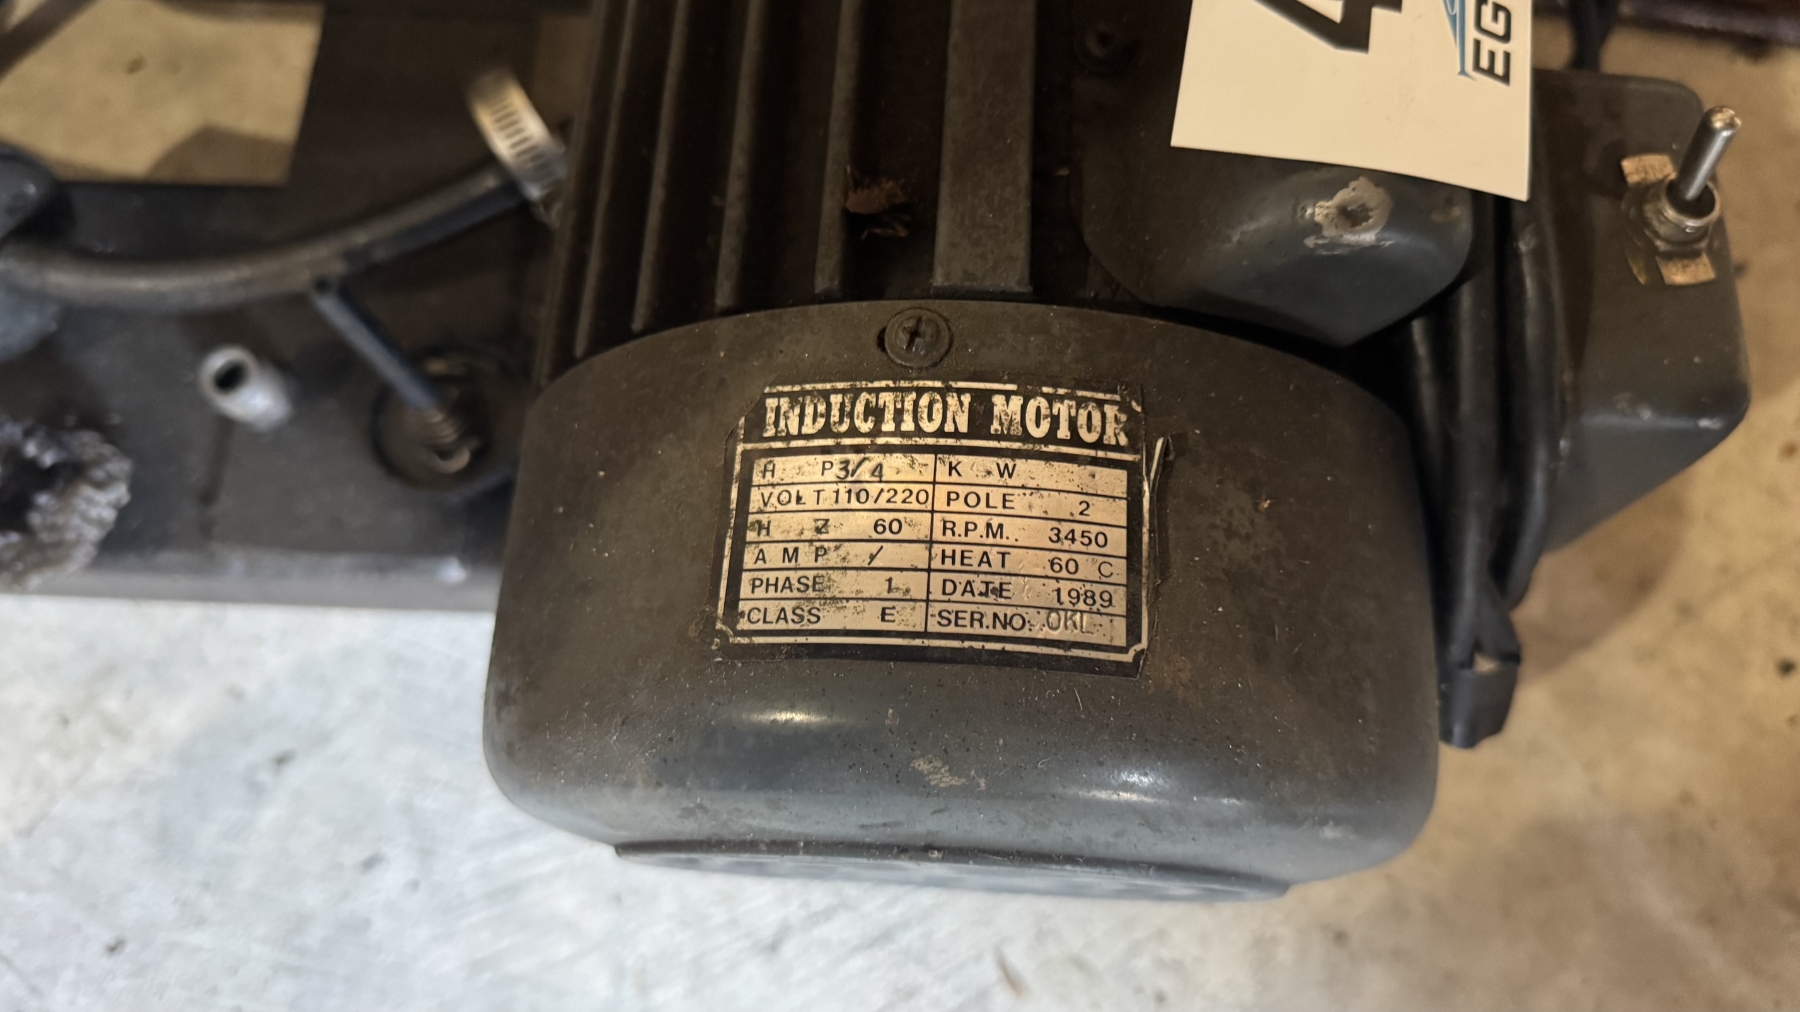 4
EG
INDUCTION MOTOR
H P 3/4 K W
VOLT 110/220 POLE 2
H Z 60 R.P.M. 3450
A M P / HEAT 60 C
PHASE 1 DATE 1989
CLASS E SER.NO. OKL